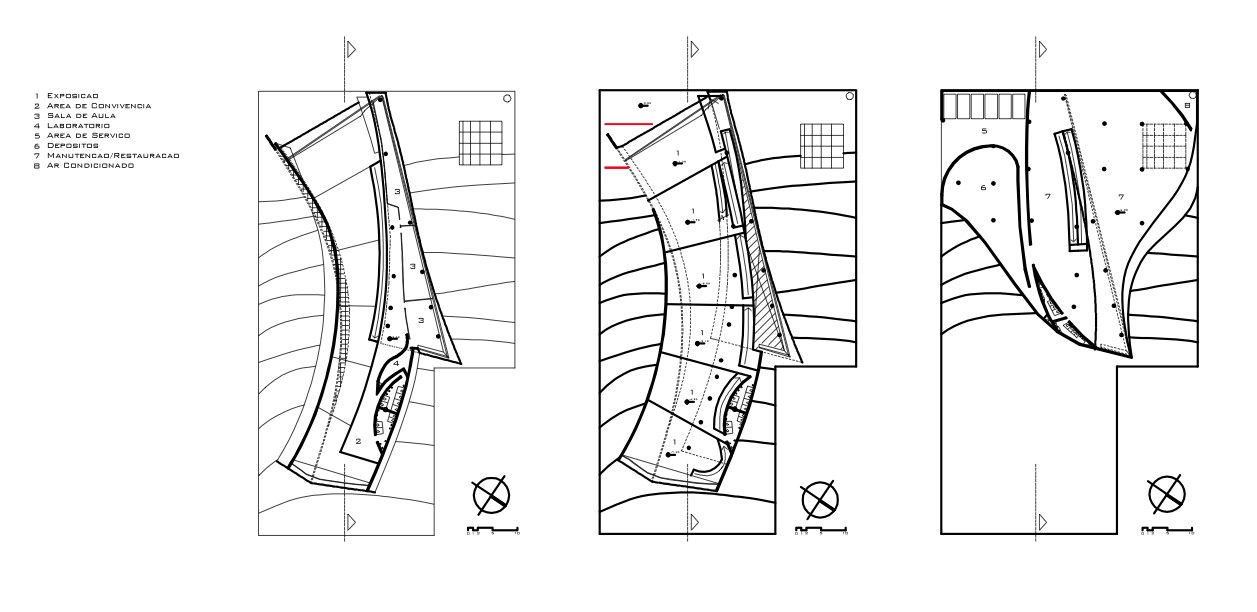 1 EXPOSICAO
2 AREA DE CONVIVENCIA
3 SALA DE AULA
4 LABORATORIO
5 AREA DE SERVICO
6 DEPOSITOS
7 MANUTENCAO/RESTAURACAO
8 AR CONDICIONADO
3
3
3
4
2
1
1
1
1
1
1
8
5
6
7
7